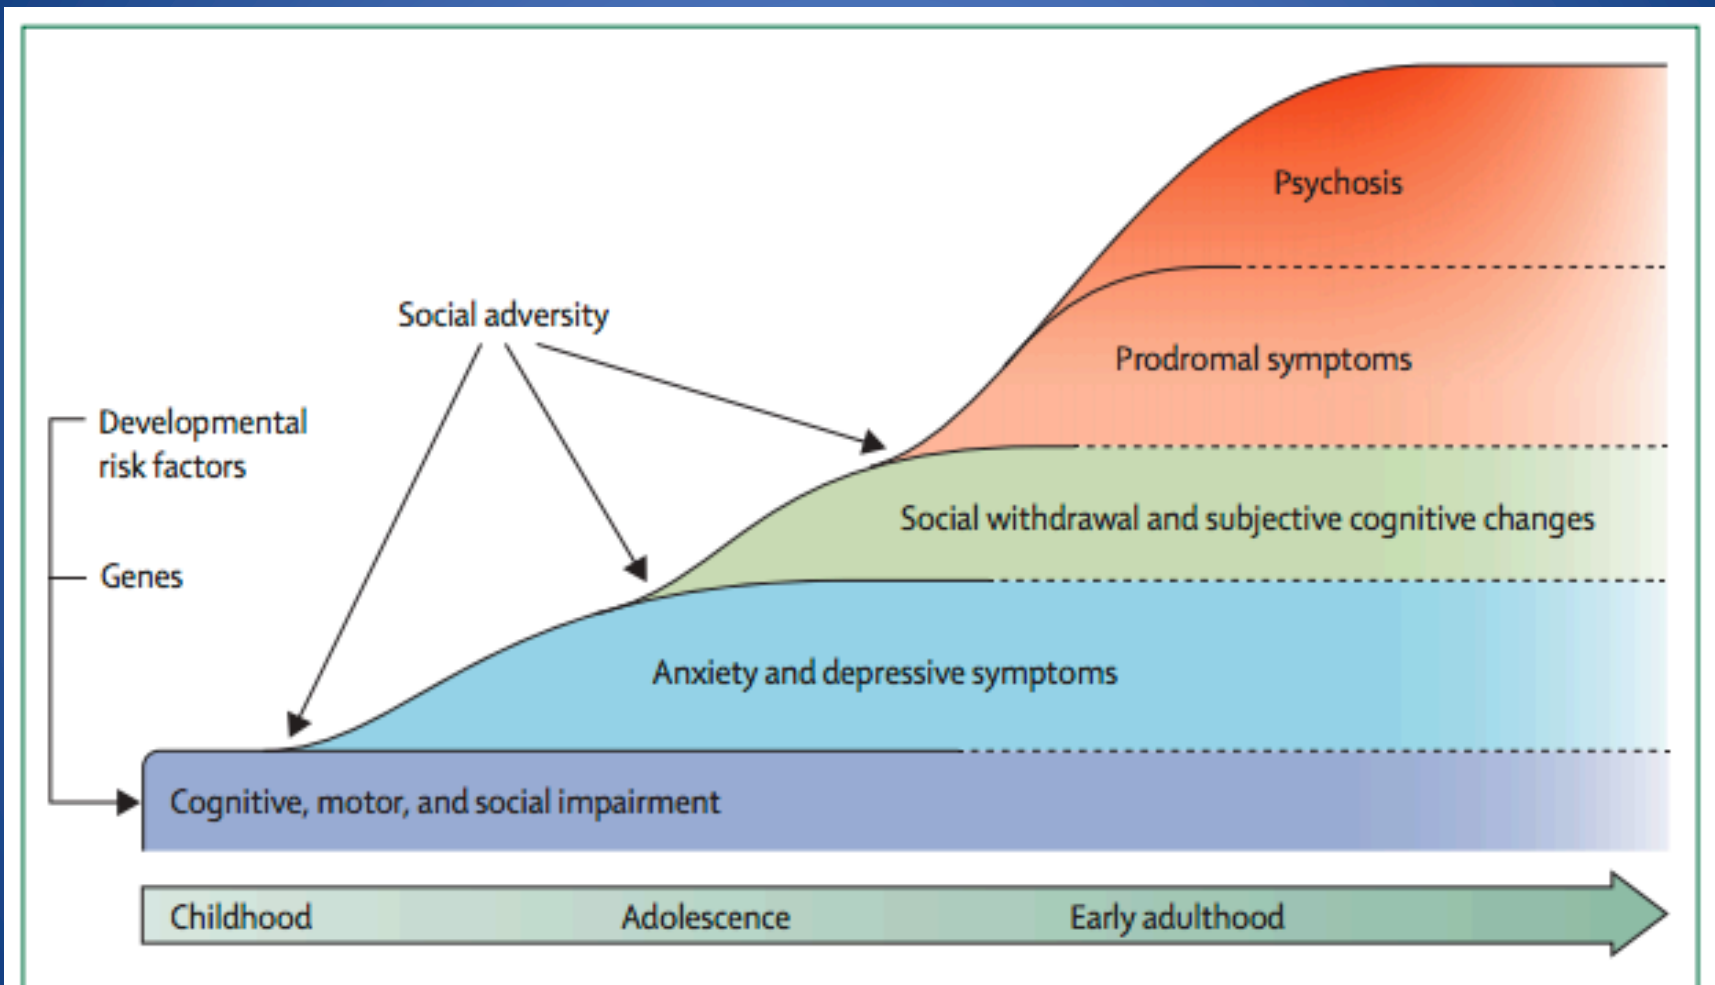 Psychosis
Social adversity
Prodromal symptoms
Developmental
risk factors
Social withdrawal and subjective cognitive changes
Genes
Anxiety and depressive symptoms
Cognitive, motor, and social impairment
Childhood
Adolescence
Early adulthood